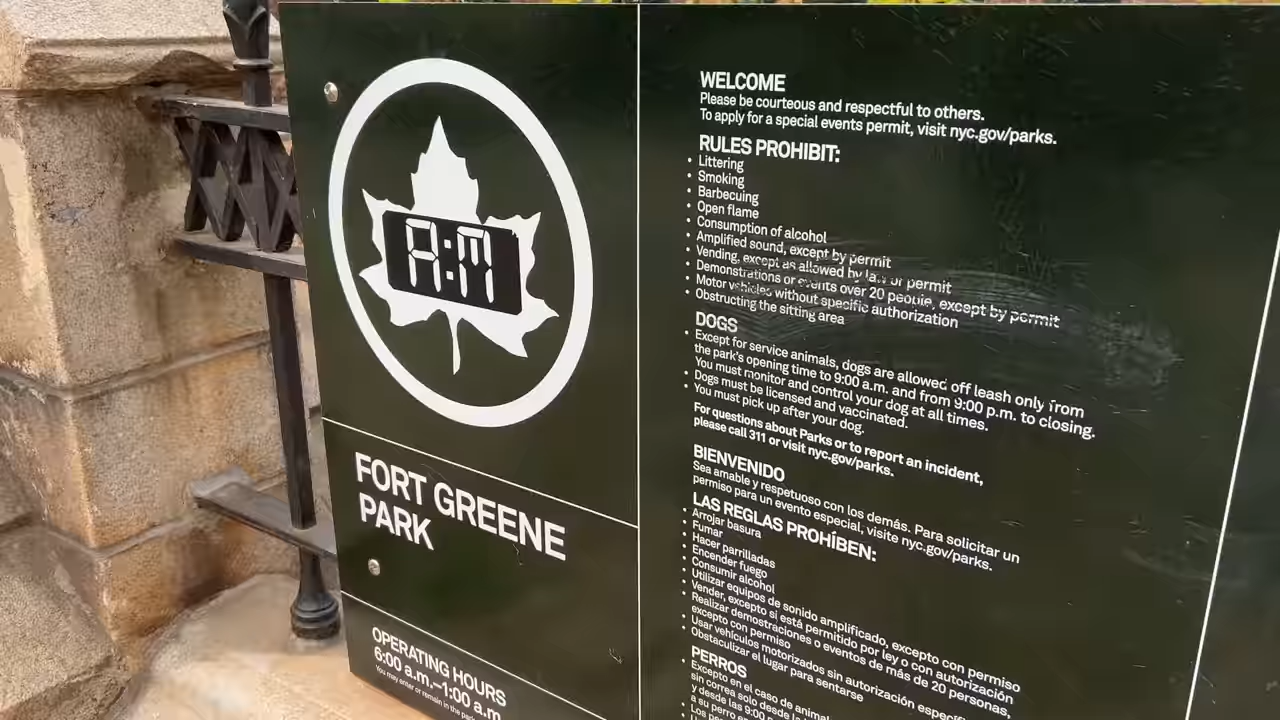 A:M
FORT GREENE
PARK
OPERATING HOURS
6:00 a.m.–1:00 a.m
You may enter or remain in the
WELCOME
Please be courteous and respectful to others.
To apply for a special events permit, visit nyc.gov/parks.
RULES PROHIBIT:
• Littering
• Smoking
• Barbecuing
• Open flame
• Consumption of alcohol
• Amplified sound, except by permit
• Vending, except as allowed by law or permit
• Demonstrations or events over 20 people, except by permit
• Motor vehicles without specific authorization
• Obstructing the sitting area
DOGS
• Except for service animals, dogs are allowed off leash only from
the park's opening time to 9:00 a.m. and from 9:00 p.m. to closing.
You must monitor and control your dog at all times.
• Dogs must be licensed and vaccinated.
• You must pick up after your dog.
For questions about Parks or to report an incident,
please call 311 or visit nyc.gov/parks.
BIENVENIDO
Sea amable y respetuoso con los demás. Para solicitar un
permiso para un evento especial, visite nyc.gov/parks.
LAS REGLAS PROHÍBEN:
• Arrojar basura
• Fumar
• Hacer parrilladas
• Encender fuego
• Consumir alcohol
• Utilizar equipos de sonido amplificado, excepto con permiso
• Vender, excepto si está permitido por ley o con autorización
• Realizar demostraciones o eventos de más de 20 personas,
excepto con permiso
• Usar vehículos motorizados sin autorización
• Obstaculizar el lugar para sentarse
PERROS
• Excepto en el caso de
sin correa solo desde la
y desde las 9:00
a su perro
• Los